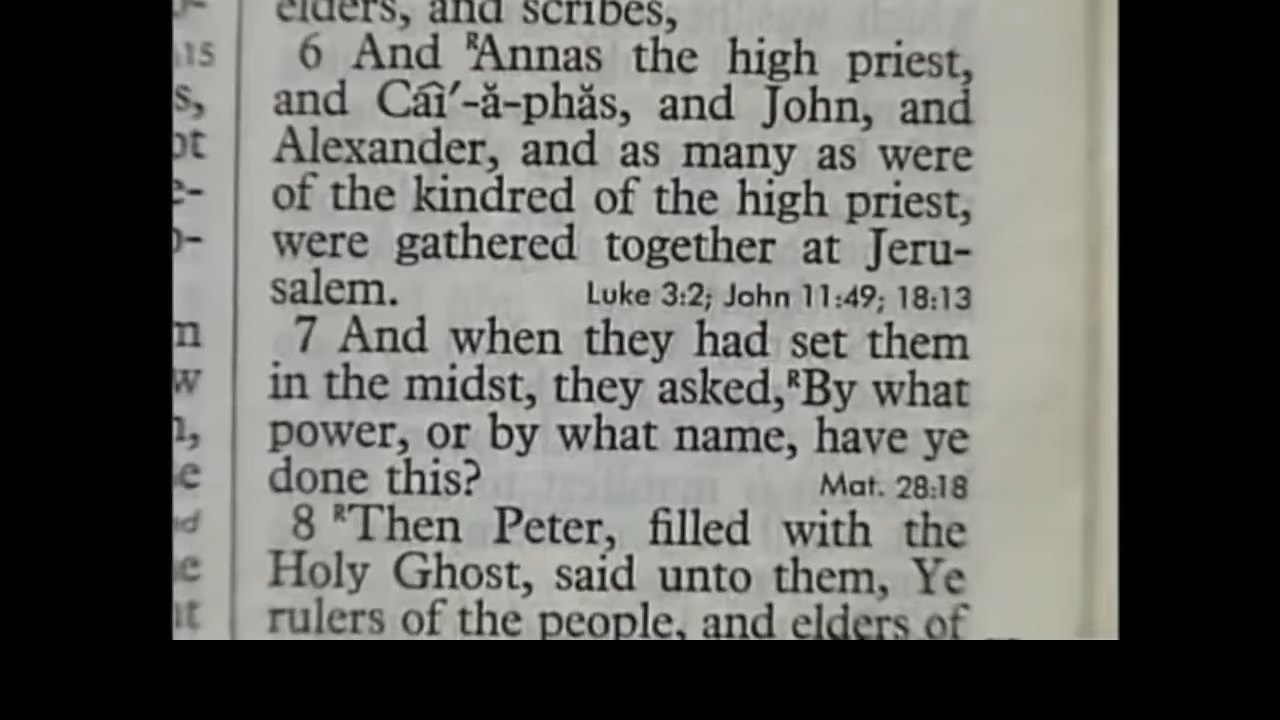 elders, and scribes,
6 And ᴿAnnas the high priest,
and Câi′-ă-phăs, and John, and
Alexander, and as many as were
of the kindred of the high priest,
were gathered together at Jeru-
salem. Luke 3:2; John 11:49; 18:13
7 And when they had set them
in the midst, they asked,ᴿBy what
power, or by what name, have ye
done this? Mat. 28:18
8 ᴿThen Peter, filled with the
Holy Ghost, said unto them, Ye
rulers of the people, and elders of